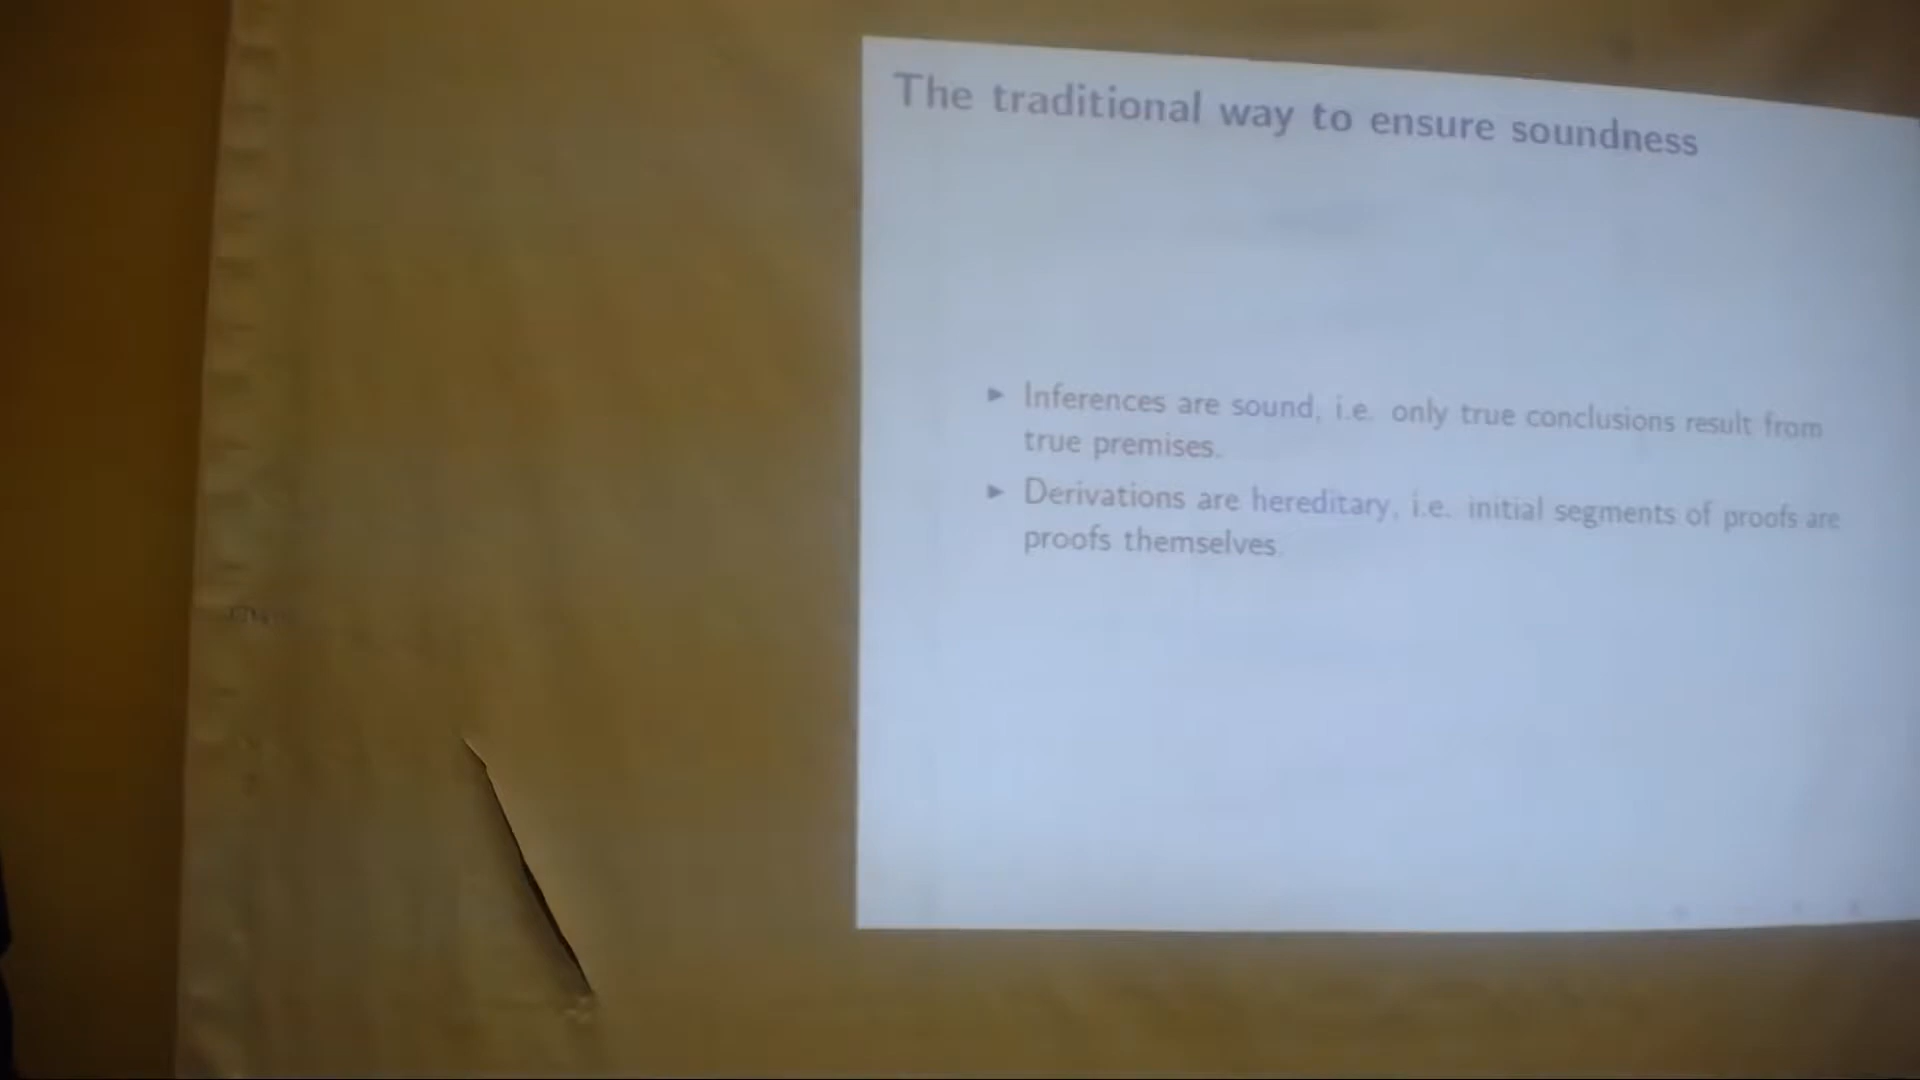 The traditional way to ensure soundness
▶ Inferences are sound, i.e. only true conclusions result from
true premises.
▶ Derivations are hereditary, i.e. initial segments of proofs are
proofs themselves.